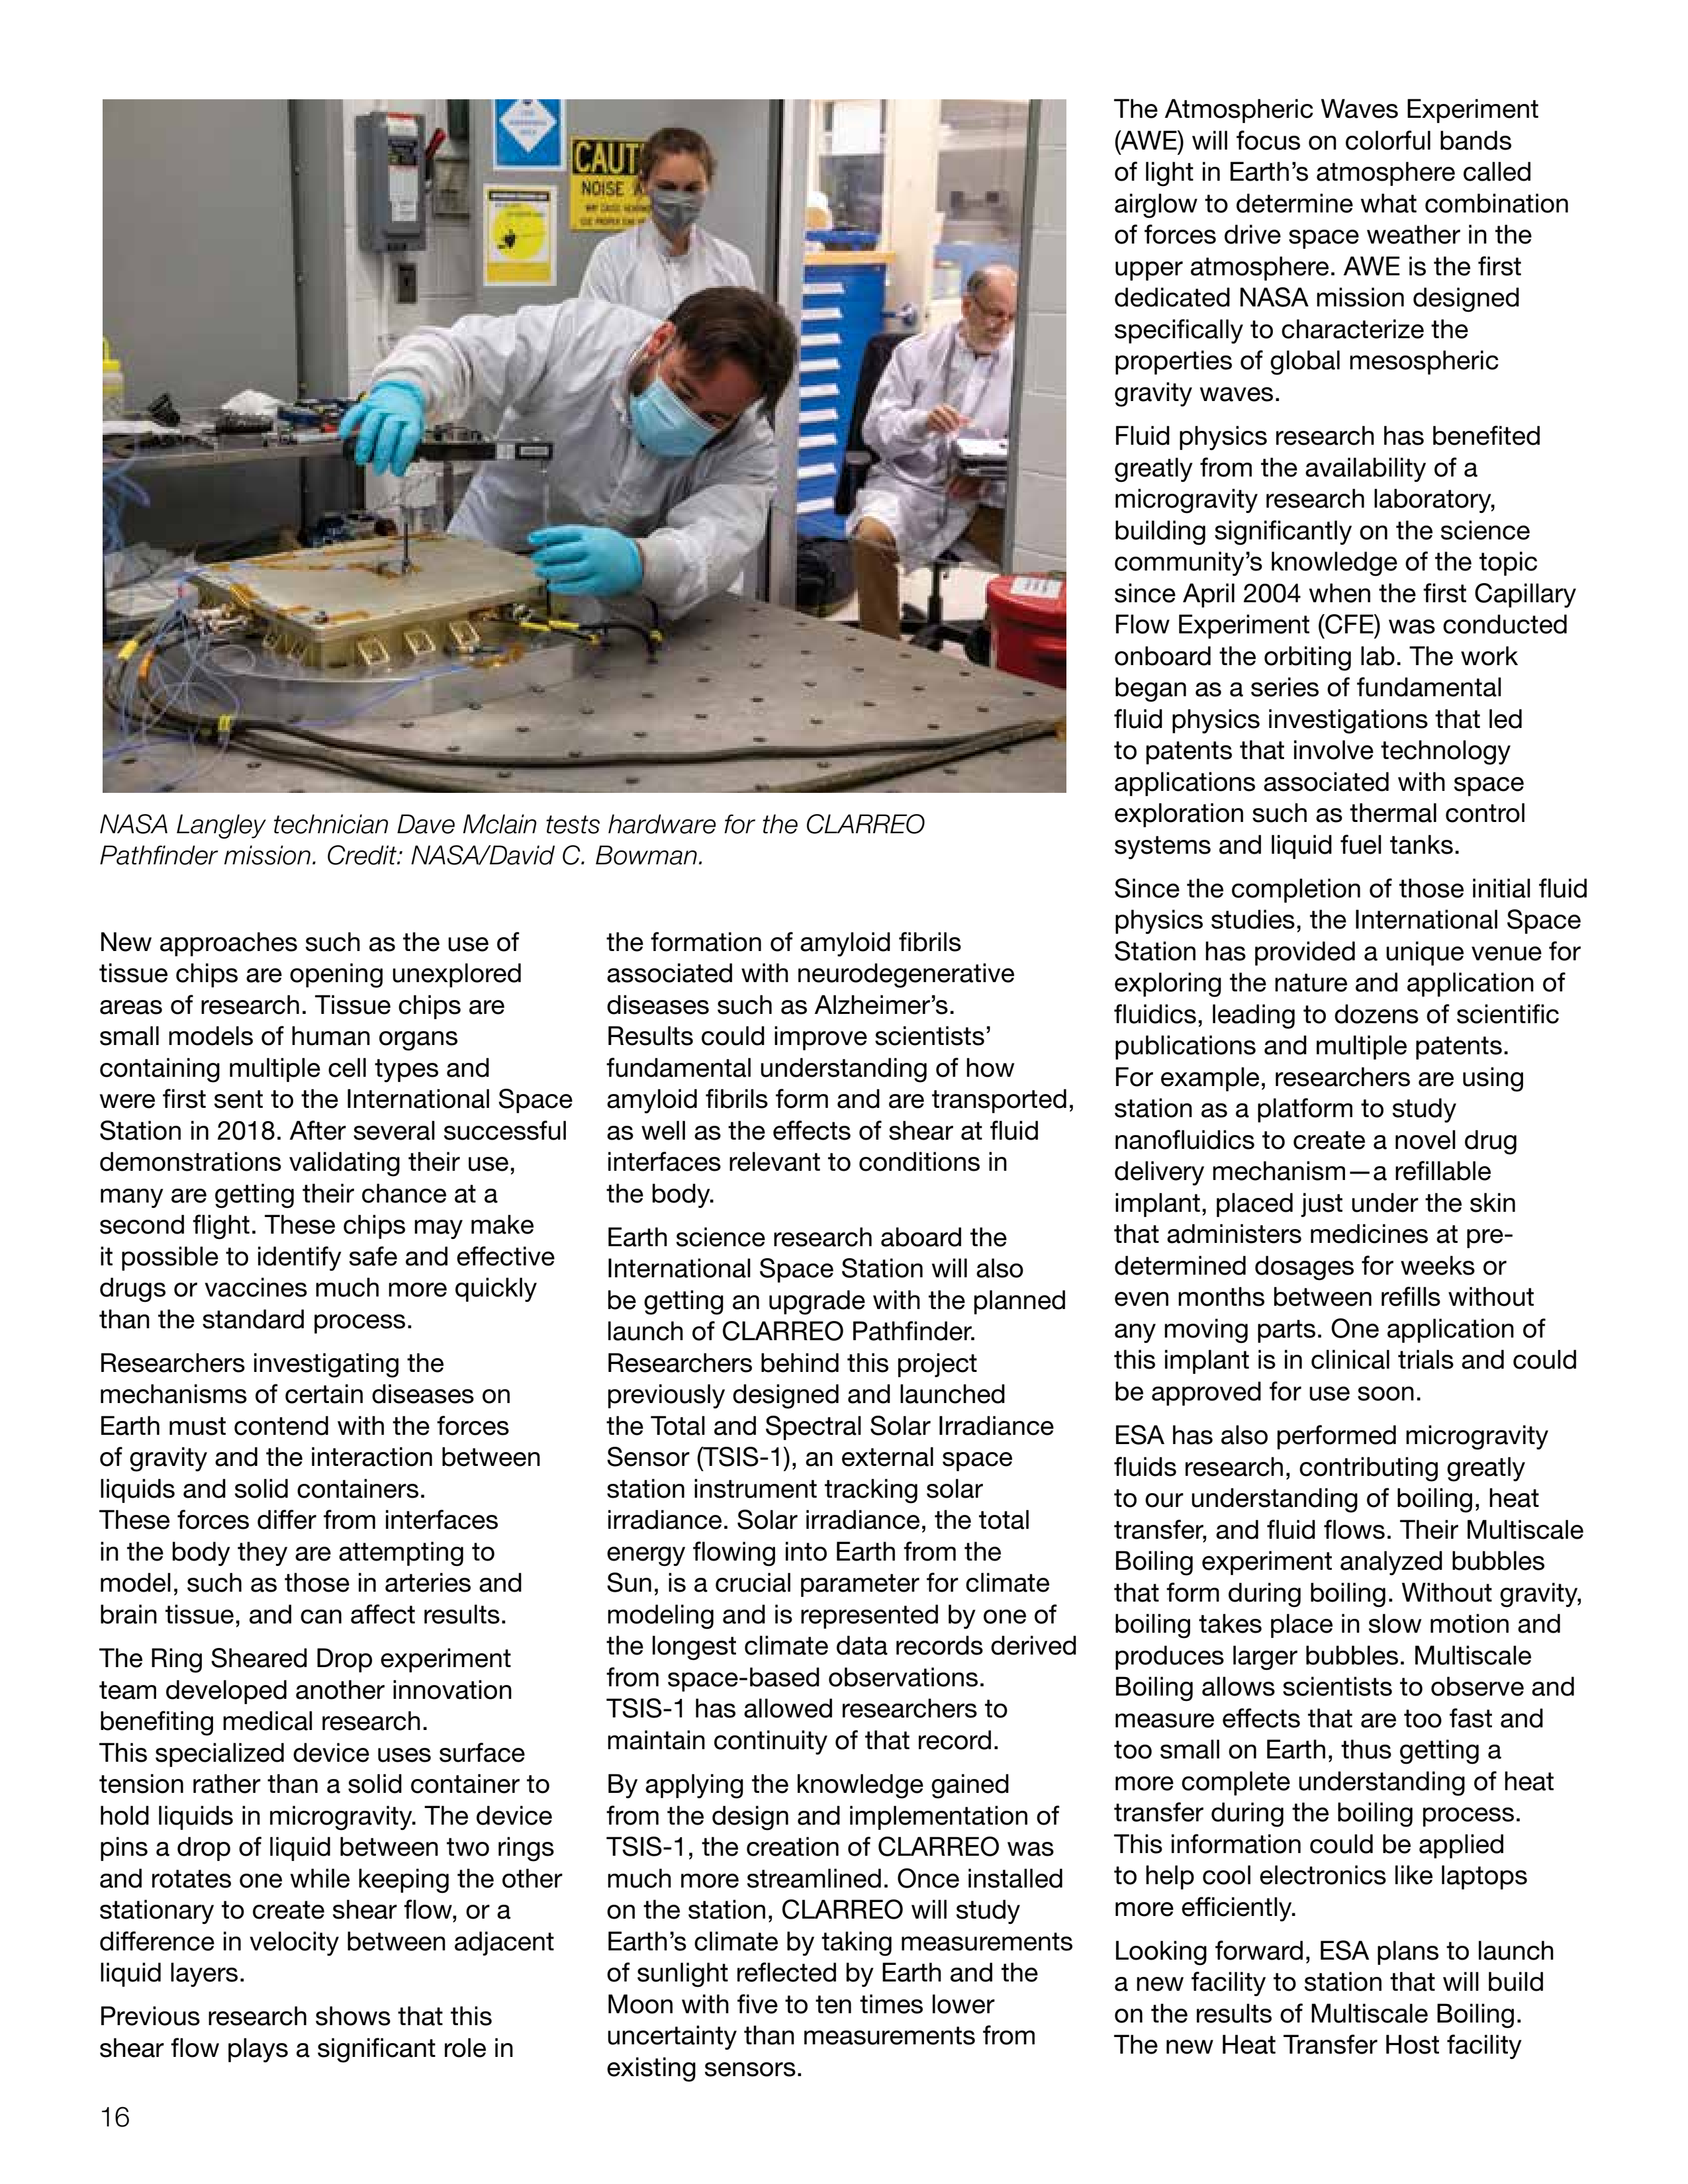 CAUT
NOISE
NASA Langley technician Dave Mclain tests hardware for the CLARREO
Pathfinder mission. Credit: NASA/David C. Bowman.
New approaches such as the use of
tissue chips are opening unexplored
areas of research. Tissue chips are
small models of human organs
containing multiple cell types and
were first sent to the International Space
Station in 2018. After several successful
demonstrations validating their use,
many are getting their chance at a
second flight. These chips may make
it possible to identify safe and effective
drugs or vaccines much more quickly
than the standard process.
Researchers investigating the
mechanisms of certain diseases on
Earth must contend with the forces
of gravity and the interaction between
liquids and solid containers.
These forces differ from interfaces
in the body they are attempting to
model, such as those in arteries and
brain tissue, and can affect results.
The Ring Sheared Drop experiment
team developed another innovation
benefiting medical research.
This specialized device uses surface
tension rather than a solid container to
hold liquids in microgravity. The device
pins a drop of liquid between two rings
and rotates one while keeping the other
stationary to create shear flow, or a
difference in velocity between adjacent
liquid layers.
Previous research shows that this
shear flow plays a significant role in
the formation of amyloid fibrils
associated with neurodegenerative
diseases such as Alzheimer’s.
Results could improve scientists’
fundamental understanding of how
amyloid fibrils form and are transported,
as well as the effects of shear at fluid
interfaces relevant to conditions in
the body.
Earth science research aboard the
International Space Station will also
be getting an upgrade with the planned
launch of CLARREO Pathfinder.
Researchers behind this project
previously designed and launched
the Total and Spectral Solar Irradiance
Sensor (TSIS-1), an external space
station instrument tracking solar
irradiance. Solar irradiance, the total
energy flowing into Earth from the
Sun, is a crucial parameter for climate
modeling and is represented by one of
the longest climate data records derived
from space-based observations.
TSIS-1 has allowed researchers to
maintain continuity of that record.
By applying the knowledge gained
from the design and implementation of
TSIS-1, the creation of CLARREO was
much more streamlined. Once installed
on the station, CLARREO will study
Earth’s climate by taking measurements
of sunlight reflected by Earth and the
Moon with five to ten times lower
uncertainty than measurements from
existing sensors.
The Atmospheric Waves Experiment
(AWE) will focus on colorful bands
of light in Earth’s atmosphere called
airglow to determine what combination
of forces drive space weather in the
upper atmosphere. AWE is the first
dedicated NASA mission designed
specifically to characterize the
properties of global mesospheric
gravity waves.
Fluid physics research has benefited
greatly from the availability of a
microgravity research laboratory,
building significantly on the science
community’s knowledge of the topic
since April 2004 when the first Capillary
Flow Experiment (CFE) was conducted
onboard the orbiting lab. The work
began as a series of fundamental
fluid physics investigations that led
to patents that involve technology
applications associated with space
exploration such as thermal control
systems and liquid fuel tanks.
Since the completion of those initial fluid
physics studies, the International Space
Station has provided a unique venue for
exploring the nature and application of
fluidics, leading to dozens of scientific
publications and multiple patents.
For example, researchers are using
station as a platform to study
nanofluidics to create a novel drug
delivery mechanism—a refillable
implant, placed just under the skin
that administers medicines at pre-
determined dosages for weeks or
even months between refills without
any moving parts. One application of
this implant is in clinical trials and could
be approved for use soon.
ESA has also performed microgravity
fluids research, contributing greatly
to our understanding of boiling, heat
transfer, and fluid flows. Their Multiscale
Boiling experiment analyzed bubbles
that form during boiling. Without gravity,
boiling takes place in slow motion and
produces larger bubbles. Multiscale
Boiling allows scientists to observe and
measure effects that are too fast and
too small on Earth, thus getting a
more complete understanding of heat
transfer during the boiling process.
This information could be applied
to help cool electronics like laptops
more efficiently.
Looking forward, ESA plans to launch
a new facility to station that will build
on the results of Multiscale Boiling.
The new Heat Transfer Host facility
16